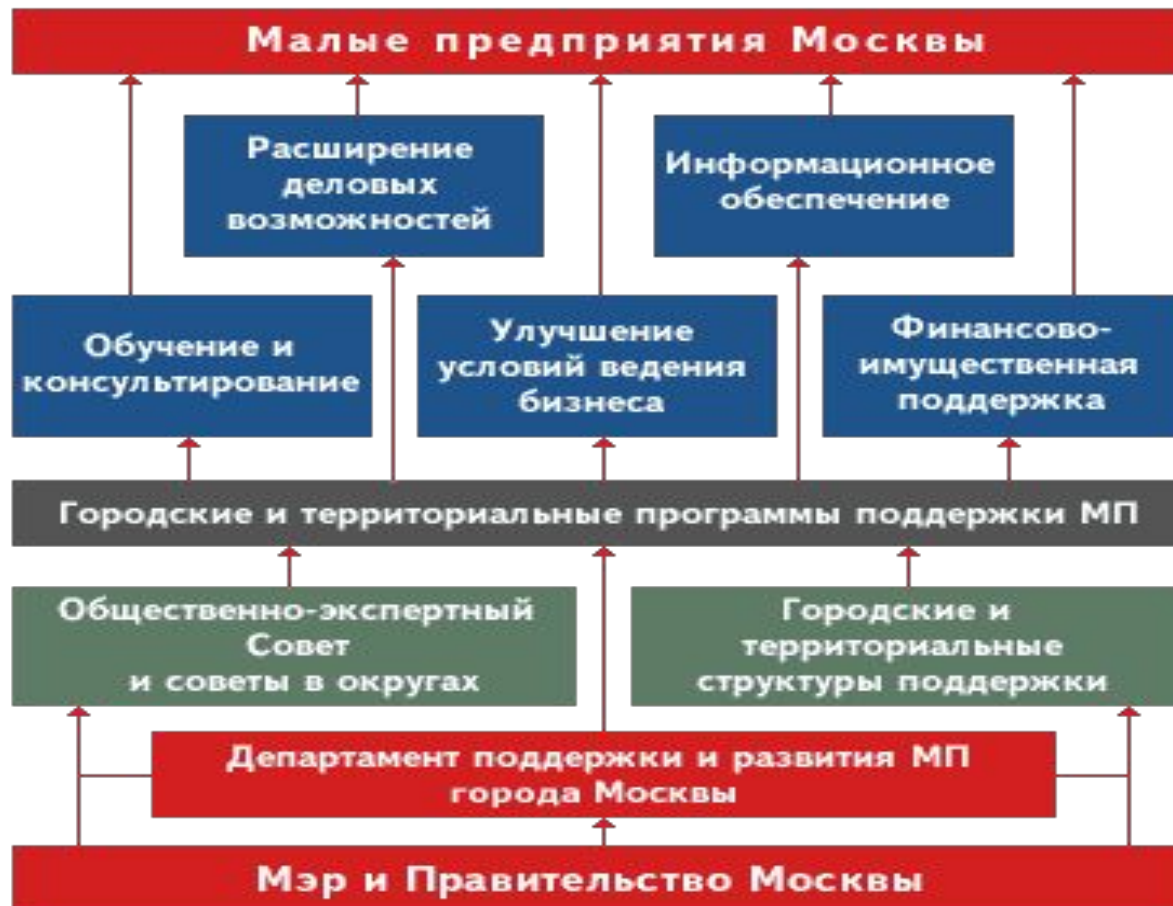 Малые предприятия Москвы
Расширение
деловых
возможностей
Информационное
обеспечение
Обучение и
консультирование
Улучшение
условий ведения
бизнеса
Финансово-
имущественная
поддержка
Городские и территориальные программы поддержки МП
Общественно-экспертный
Совет
и советы в округах
Городские и
территориальные
структуры поддержки
Департамент поддержки и развития МП
города Москвы
Мэр и Правительство Москвы